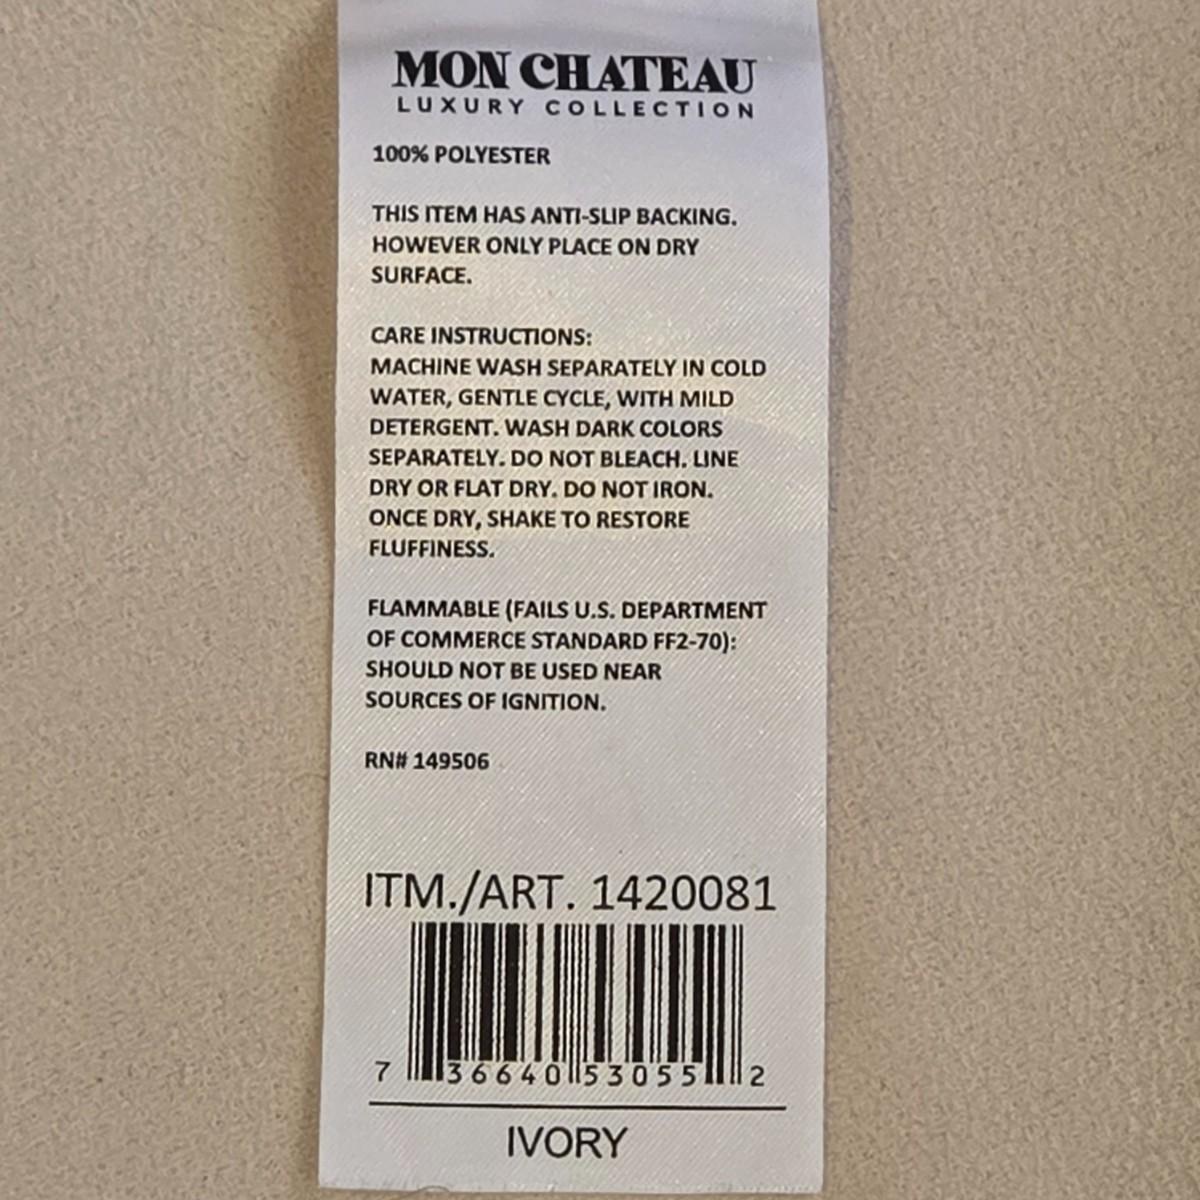 MON CHATEAU
LUXURY COLLECTION
100% POLYESTER
THIS ITEM HAS ANTI-SLIP BACKING.
HOWEVER ONLY PLACE ON DRY
SURFACE.
CARE INSTRUCTIONS:
MACHINE WASH SEPARATELY IN COLD
WATER, GENTLE CYCLE, WITH MILD
DETERGENT. WASH DARK COLORS
SEPARATELY. DO NOT BLEACH. LINE
DRY OR FLAT DRY. DO NOT IRON.
ONCE DRY, SHAKE TO RESTORE
FLUFFINESS.
FLAMMABLE (FAILS U.S. DEPARTMENT
OF COMMERCE STANDARD FF2-70):
SHOULD NOT BE USED NEAR
SOURCES OF IGNITION.
RN# 149506
ITM./ART. 1420081
7 36640 53055 2
IVORY